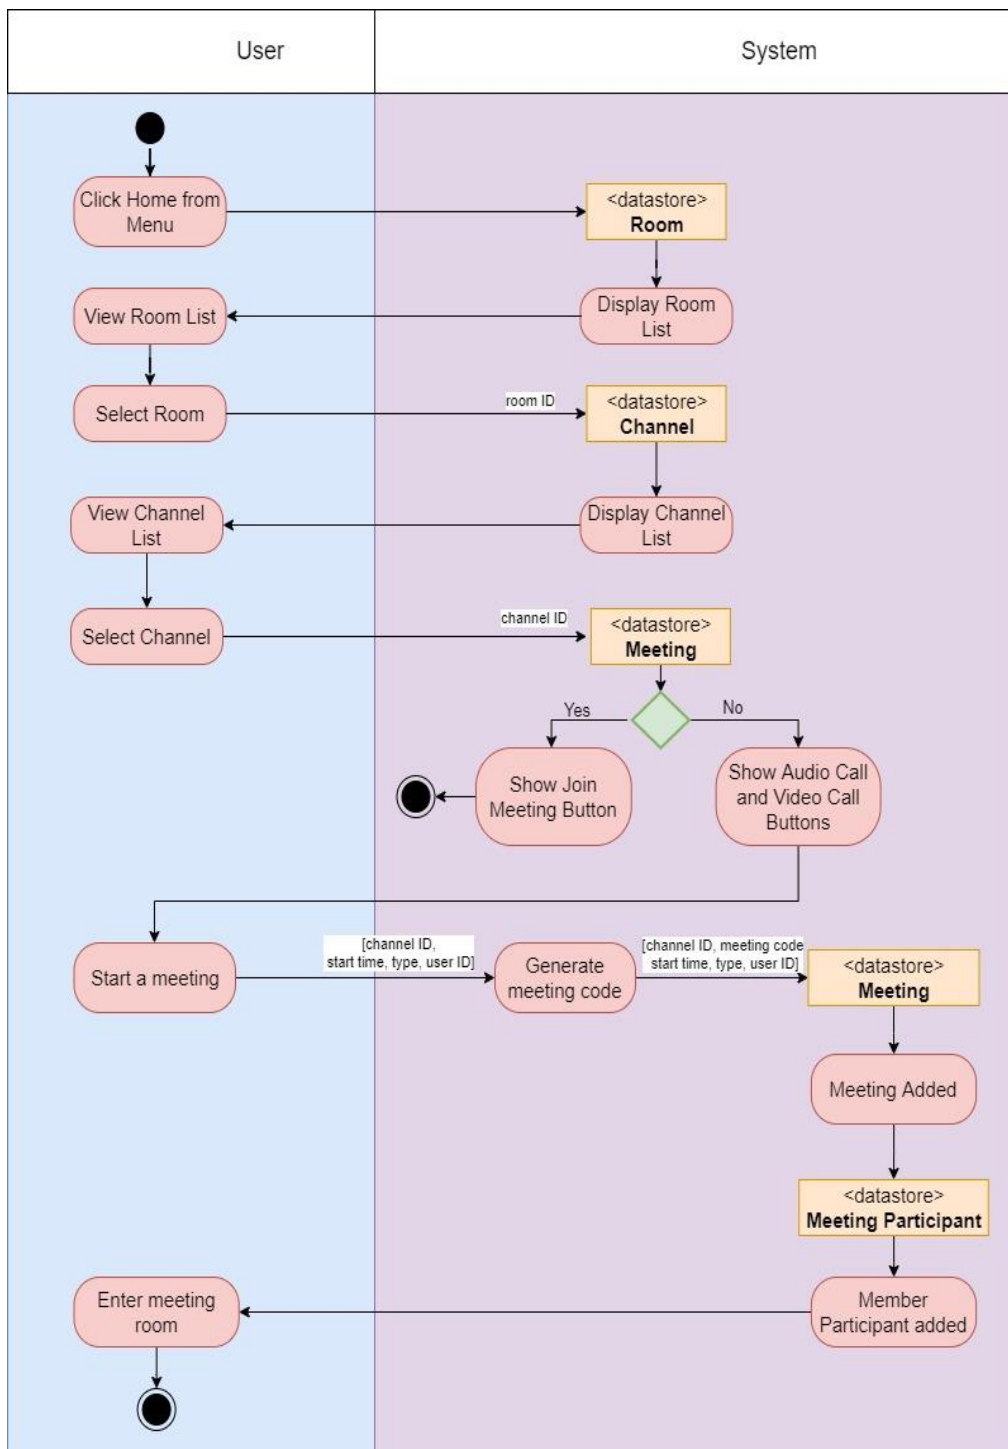 User
System
Click Home from
Menu
<datastore>
Room
View Room List
Display Room
List
Select Room
room ID
<datastore>
Channel
View Channel
List
Display Channel
List
Select Channel
channel ID
<datastore>
Meeting
Yes
No
Show Join
Meeting Button
Show Audio Call
and Video Call
Buttons
Start a meeting
[channel ID,
start time, type, user ID]
Generate
meeting code
[channel ID, meeting code
start time, type, user ID]
<datastore>
Meeting
Meeting Added
<datastore>
Meeting Participant
Enter meeting
room
Member
Participant added